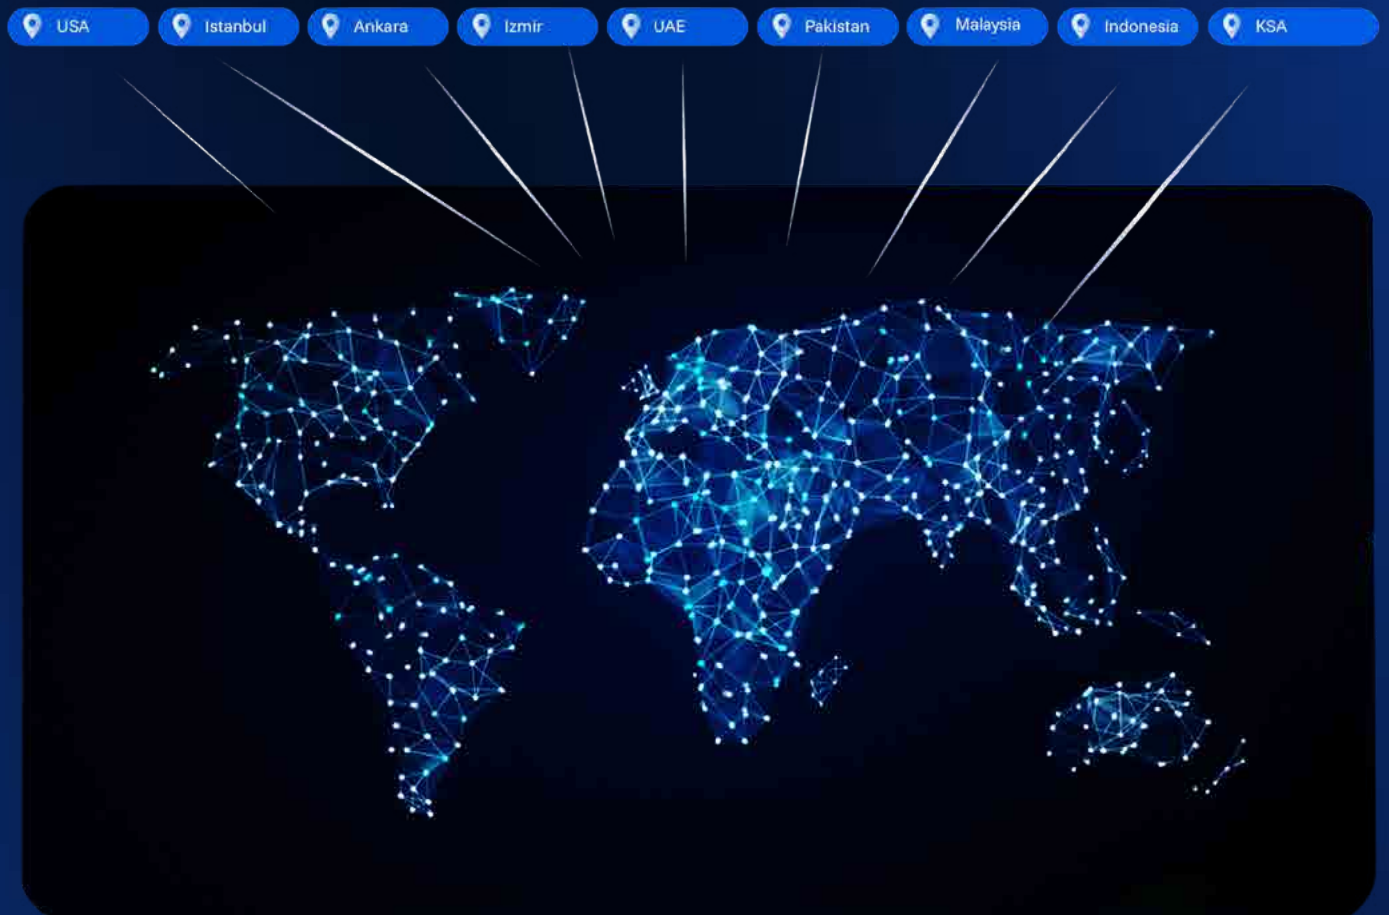 USA
Istanbul
Ankara
Izmir
UAE
Pakistan
Malaysia
Indonesia
KSA